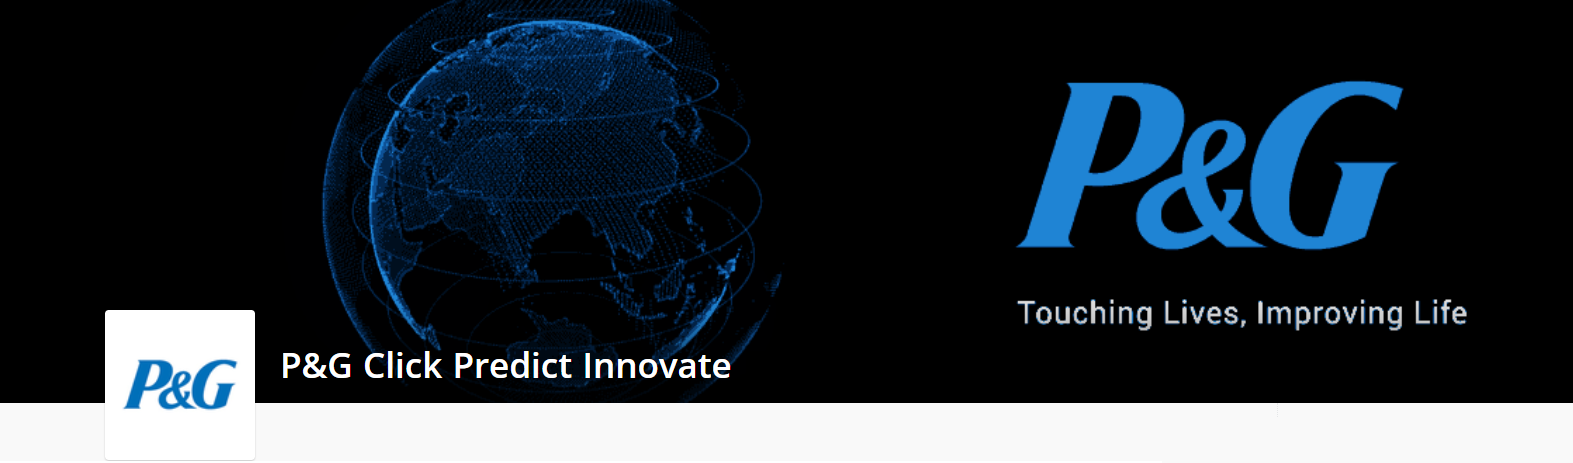 P&G
Touching Lives, Improving Life
P&G
P&G Click Predict Innovate